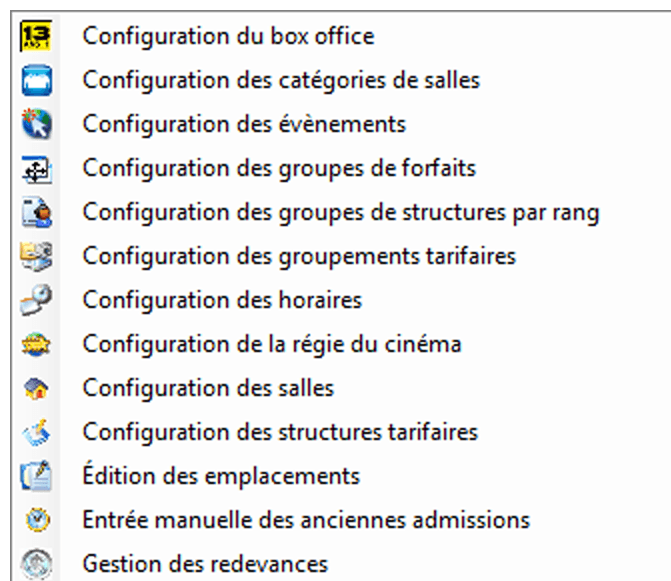 13
ANS +
Configuration du box office
Configuration des catégories de salles
Configuration des évènements
Configuration des groupes de forfaits
Configuration des groupes de structures par rang
Configuration des groupements tarifaires
Configuration des horaires
Configuration de la régie du cinéma
Configuration des salles
Configuration des structures tarifaires
Édition des emplacements
Entrée manuelle des anciennes admissions
Gestion des redevances